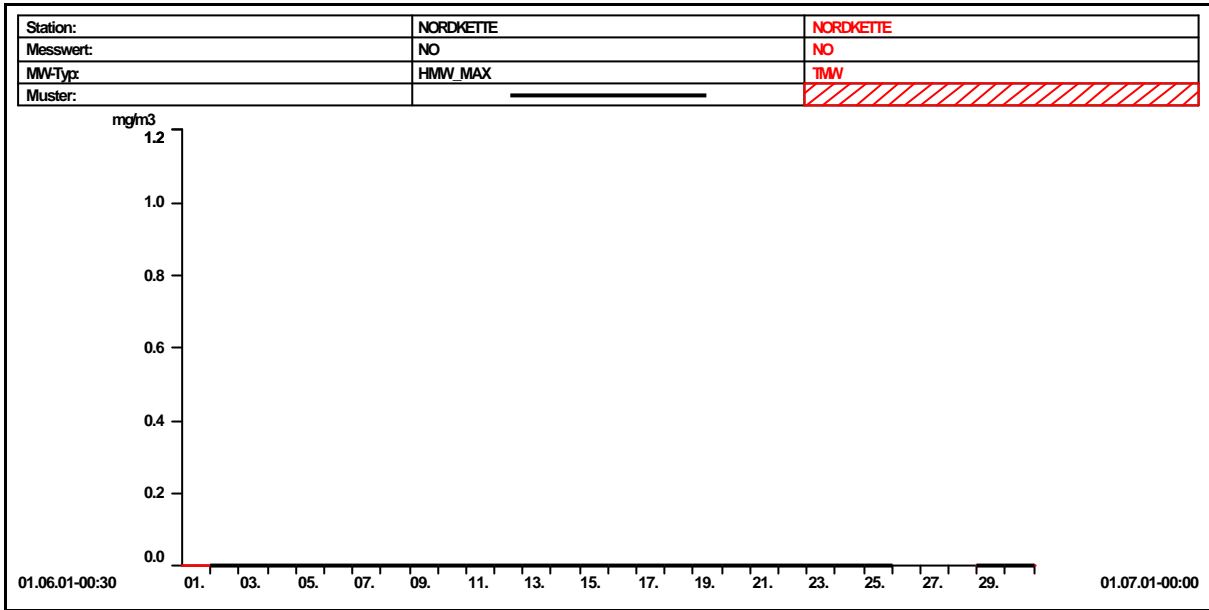 Station: NORDKETTE NORDKETTE
Messwert: NO NO
MW-Typ: HMW_MAX TMW
Muster:
mg/m3
1.2
1.0
0.8
0.6
0.4
0.2
0.0
01.06.01-00:30 01. 03. 05. 07. 09. 11. 13. 15. 17. 19. 21. 23. 25. 27. 29. 01.07.01-00:00